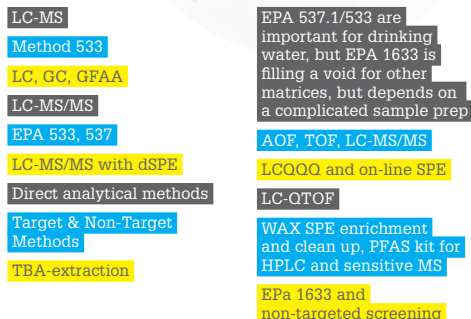 LC-MS
Method 533
LC, GC, GFAA
LC-MS/MS
EPA 533, 537
LC-MS/MS with dSPE
Direct analytical methods
Target & Non-Target
Methods
TBA-extraction
EPA 537.1/533 are
important for drinking
water, but EPA 1633 is
filling a void for other
matrices, but depends on
a complicated sample prep
AOF, TOF, LC-MS/MS
LCQQQ and on-line SPE
LC-QTOF
WAX SPE enrichment
and clean up, PFAS kit for
HPLC and sensitive MS
EPa 1633 and
non-targeted screening